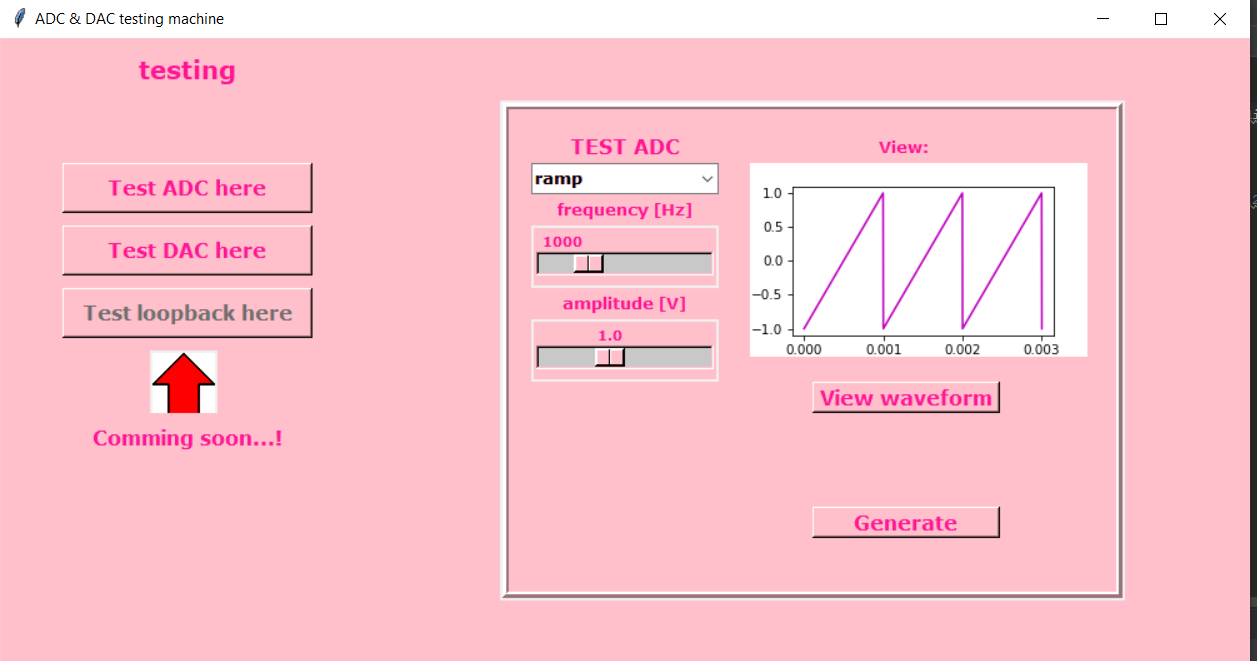 ADC & DAC testing machine
testing
Test ADC here
Test DAC here
Test loopback here
Comming soon...!
TEST ADC
ramp
frequency [Hz]
1000
amplitude [V]
1.0
View:
1.0
0.5
0.0
−0.5
−1.0
0.000 0.001 0.002 0.003
View waveform
Generate